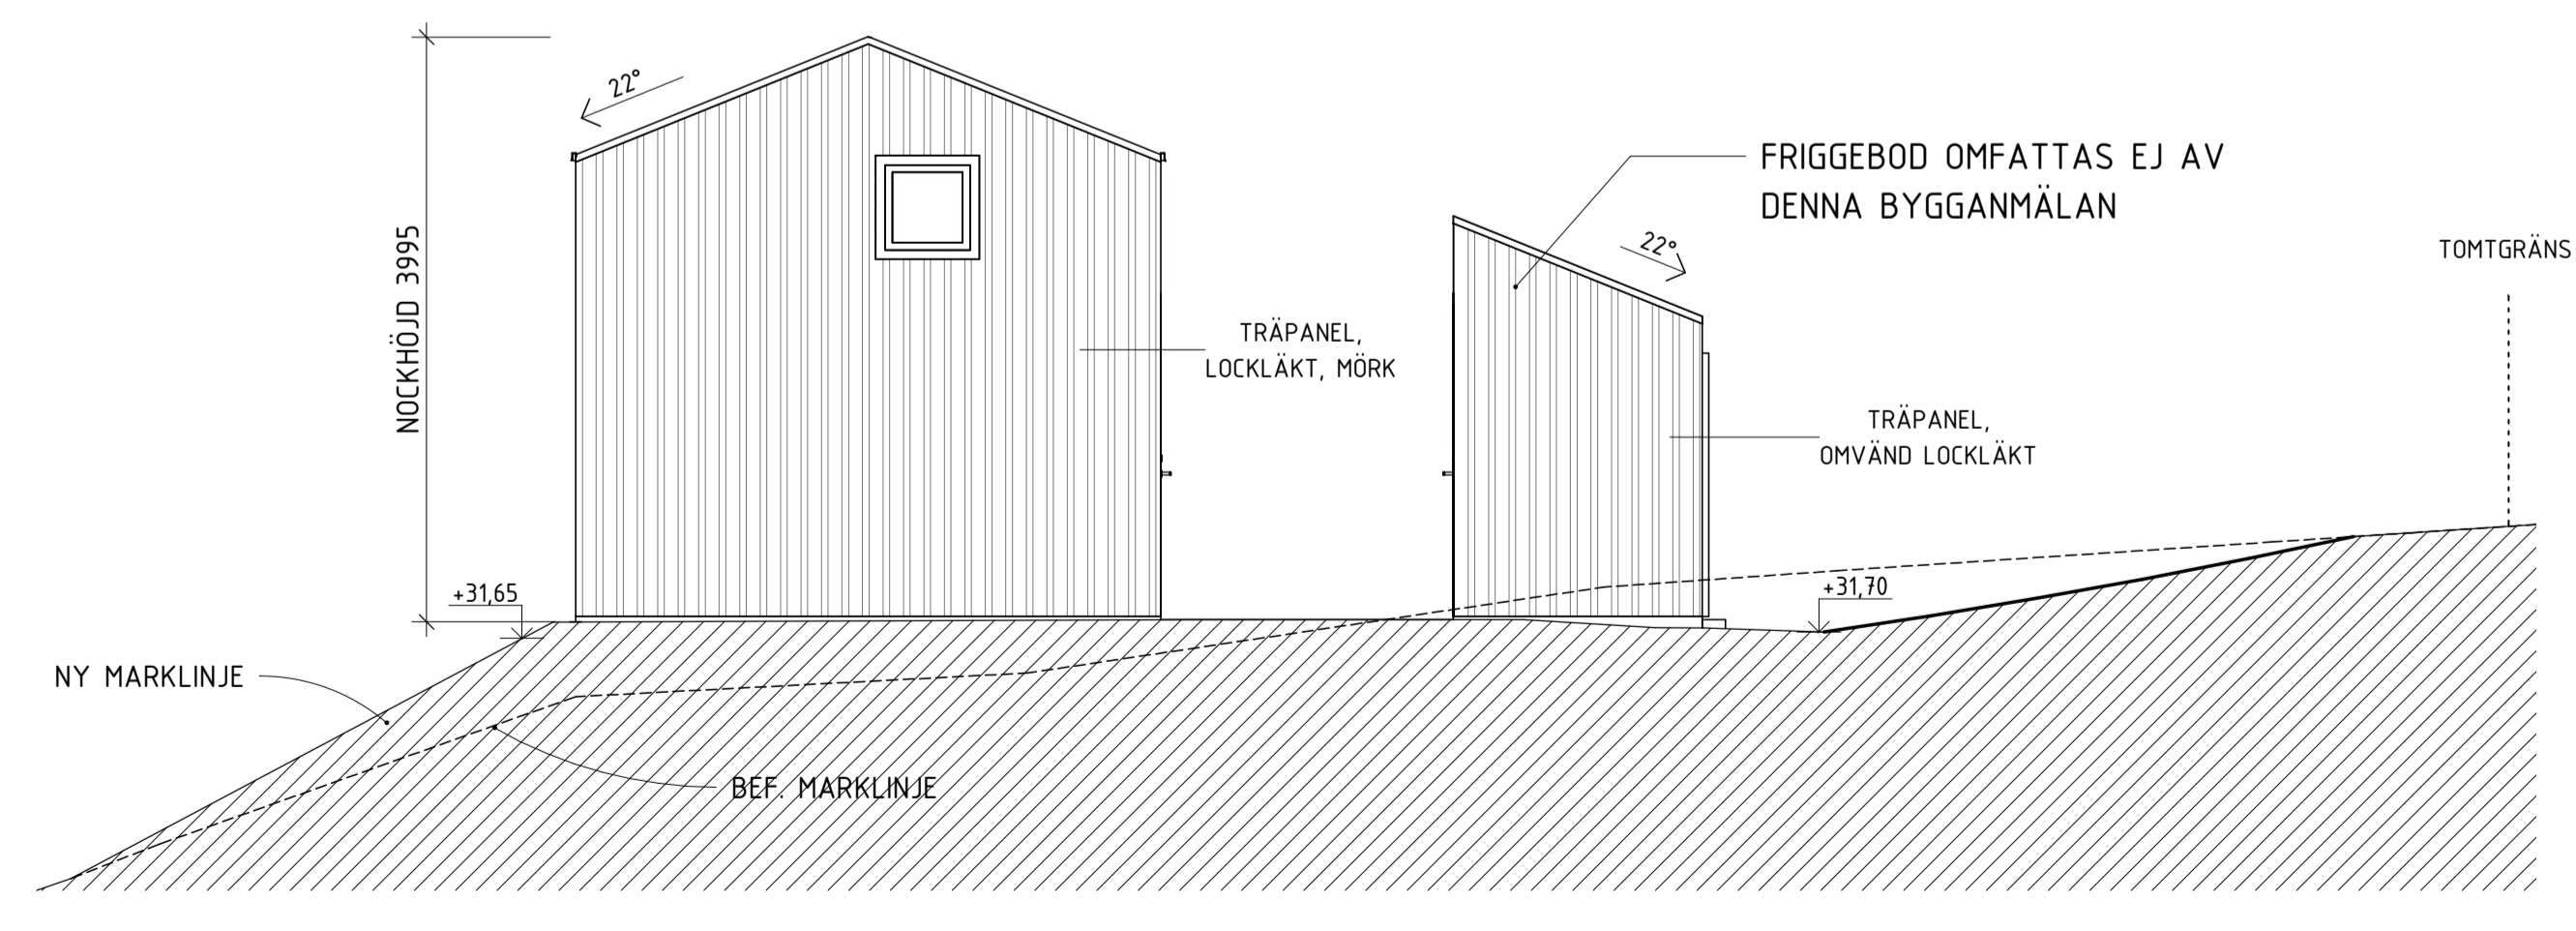 22°
FRIGGEBOD OMFATTAS EJ AV
DENNA BYGGANMÄLAN
22°
TOMTGRÄNS
NOCKHÖJD 3995
TRÄPANEL,
LOCKLÄKT, MÖRK
TRÄPANEL,
OMVÄND LOCKLÄKT
+31,65
+31,70
NY MARKLINJE
BEF. MARKLINJE